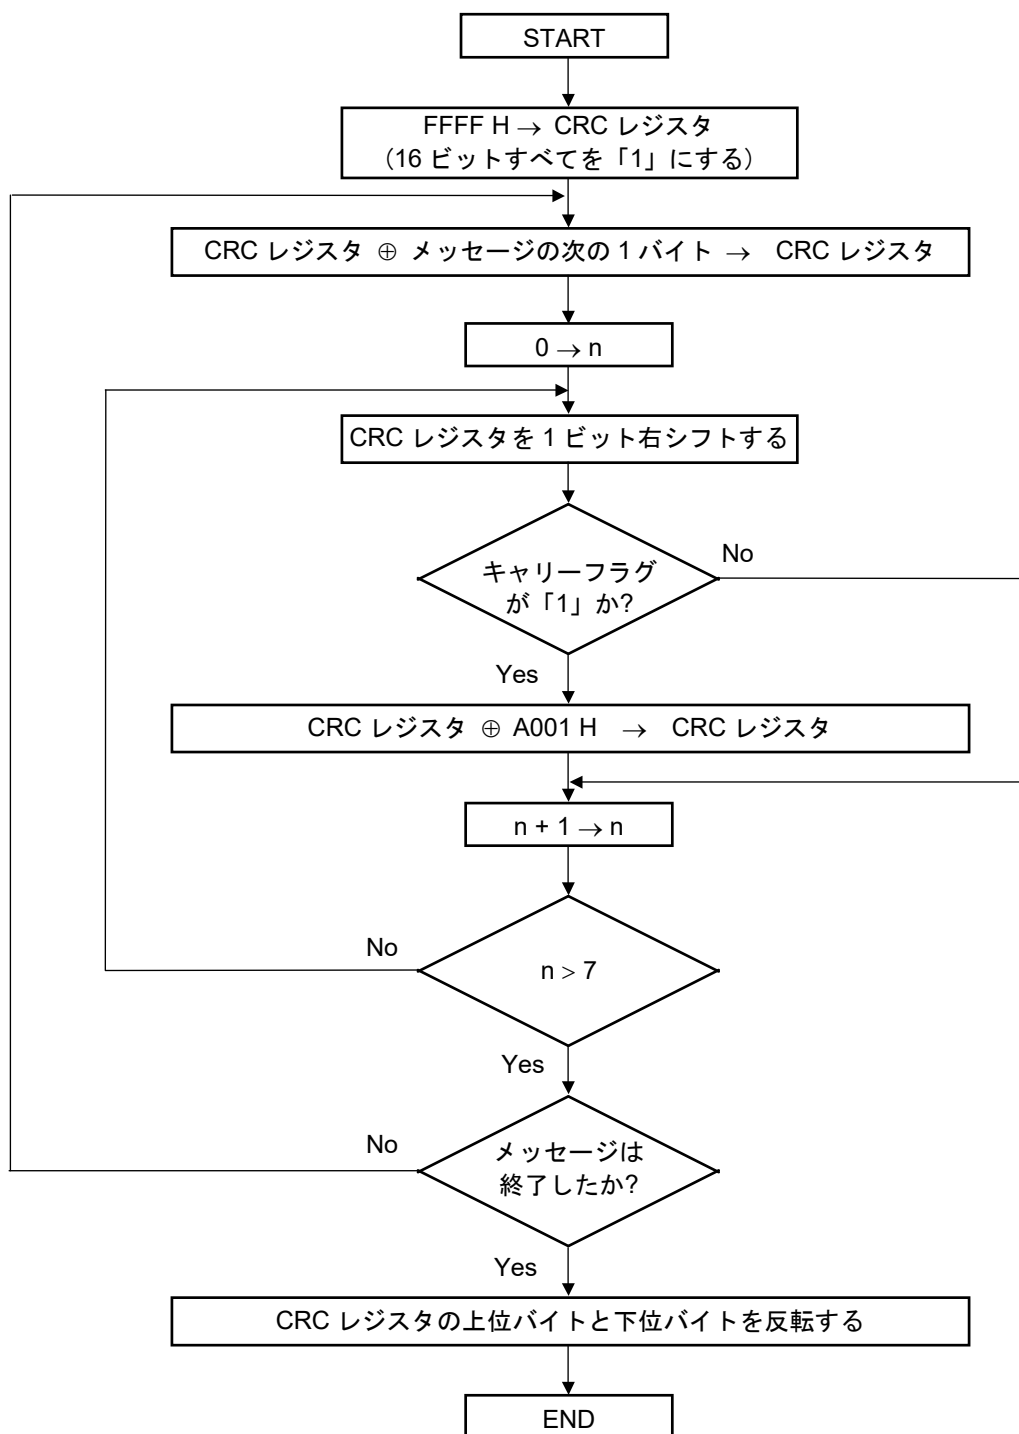 START
FFFF H → CRC レジスタ
（16 ビットすべてを「1」にする）
CRC レジスタ ⊕ メッセージの次の 1 バイト → CRC レジスタ
0 → n
CRC レジスタを 1 ビット右シフトする
キャリーフラグ
が「1」か?
No
Yes
CRC レジスタ ⊕ A001 H → CRC レジスタ
n + 1 → n
No
n > 7
Yes
No
メッセージは
終了したか?
Yes
CRC レジスタの上位バイトと下位バイトを反転する
END